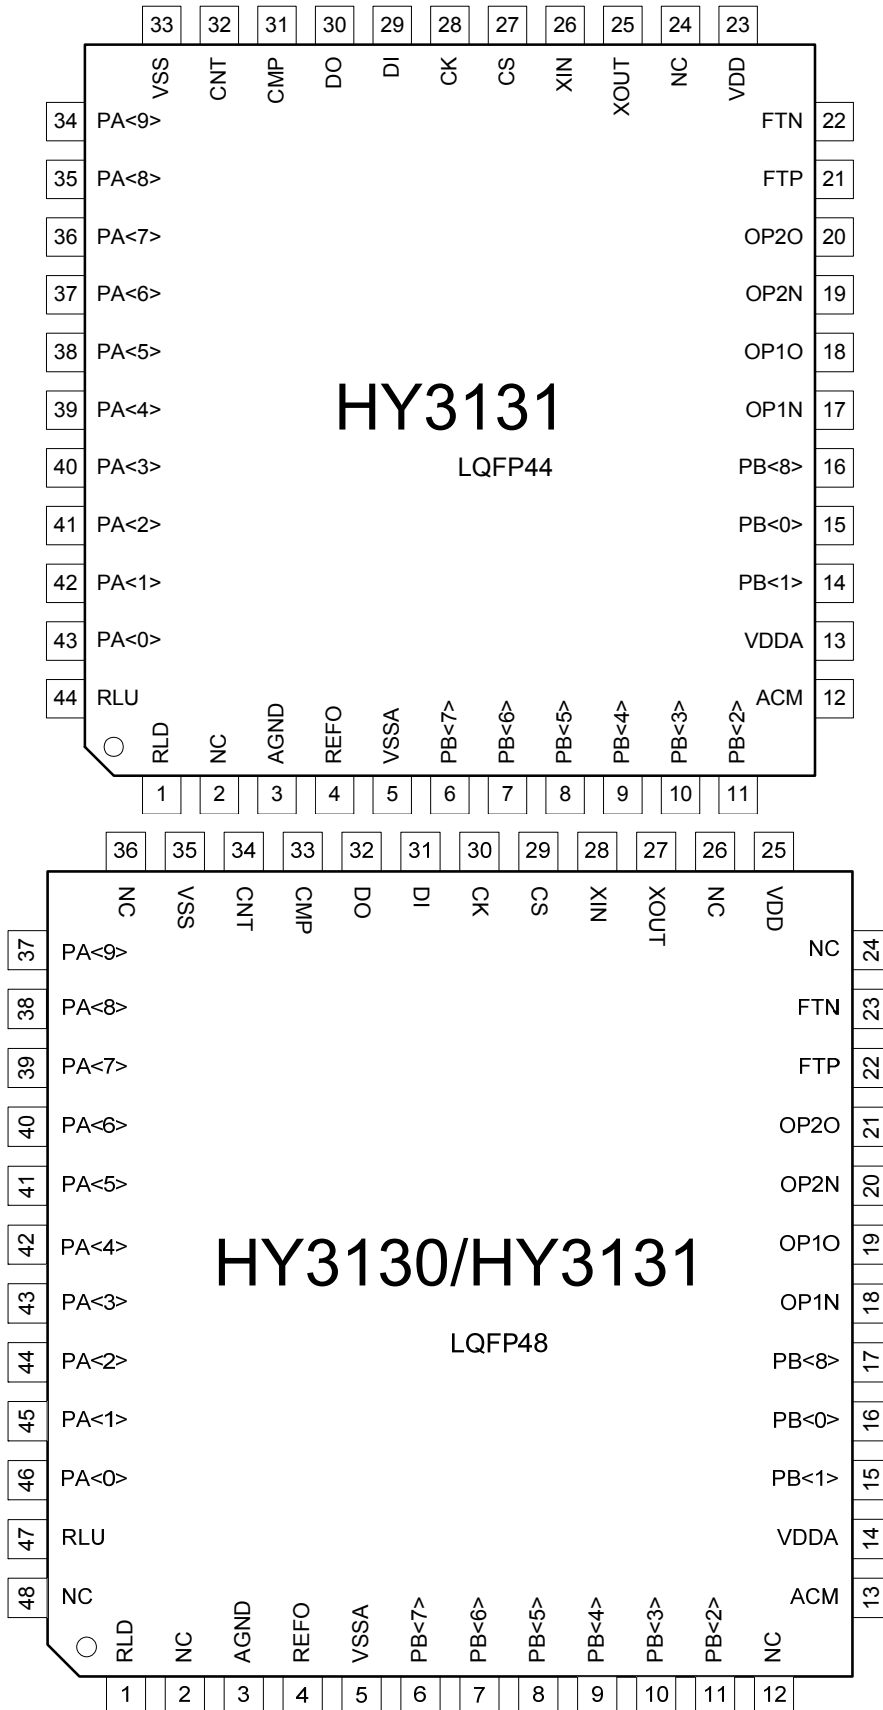 33 32 31 30 29 28 27 26 25 24 23
VSS CNT CMP DO DI CK CS XIN XOUT NC VDD
34 PA<9> FTN 22
35 PA<8> FTP 21
36 PA<7> OP2O 20
37 PA<6> OP2N 19
38 PA<5> OP1O 18
HY3131
39 PA<4> OP1N 17
40 PA<3> LQFP44 PB<8> 16
41 PA<2> PB<0> 15
42 PA<1> PB<1> 14
43 PA<0> VDDA 13
44 RLU ACM 12
RLD NC AGND REFO VSSA PB<7> PB<6> PB<5> PB<4> PB<3> PB<2>
1 2 3 4 5 6 7 8 9 10 11
36 35 34 33 32 31 30 29 28 27 26 25
NC VSS CNT CMP DO DI CK CS XIN XOUT NC VDD
37 PA<9> NC 24
38 PA<8> FTN 23
39 PA<7> FTP 22
40 PA<6> OP2O 21
41 PA<5> OP2N 20
42 PA<4> OP1O 19
HY3130/HY3131
43 PA<3> OP1N 18
LQFP48
44 PA<2> PB<8> 17
45 PA<1> PB<0> 16
46 PA<0> PB<1> 15
47 RLU VDDA 14
48 NC ACM 13
RLD NC AGND REFO VSSA PB<7> PB<6> PB<5> PB<4> PB<3> PB<2> NC
1 2 3 4 5 6 7 8 9 10 11 12